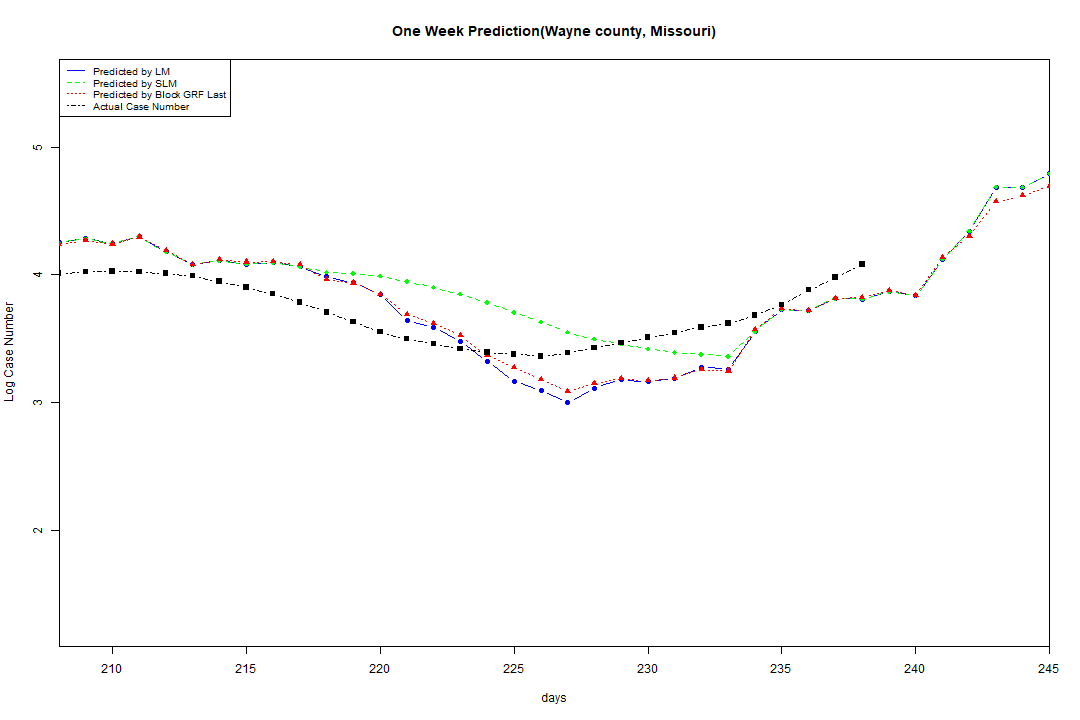 One Week Prediction(Wayne county, Missouri)
Predicted by LM
Predicted by SLM
Predicted by Block GRF Last
Actual Case Number
5
4
3
2
Log Case Number
210 215 220 225 230 235 240 245
days